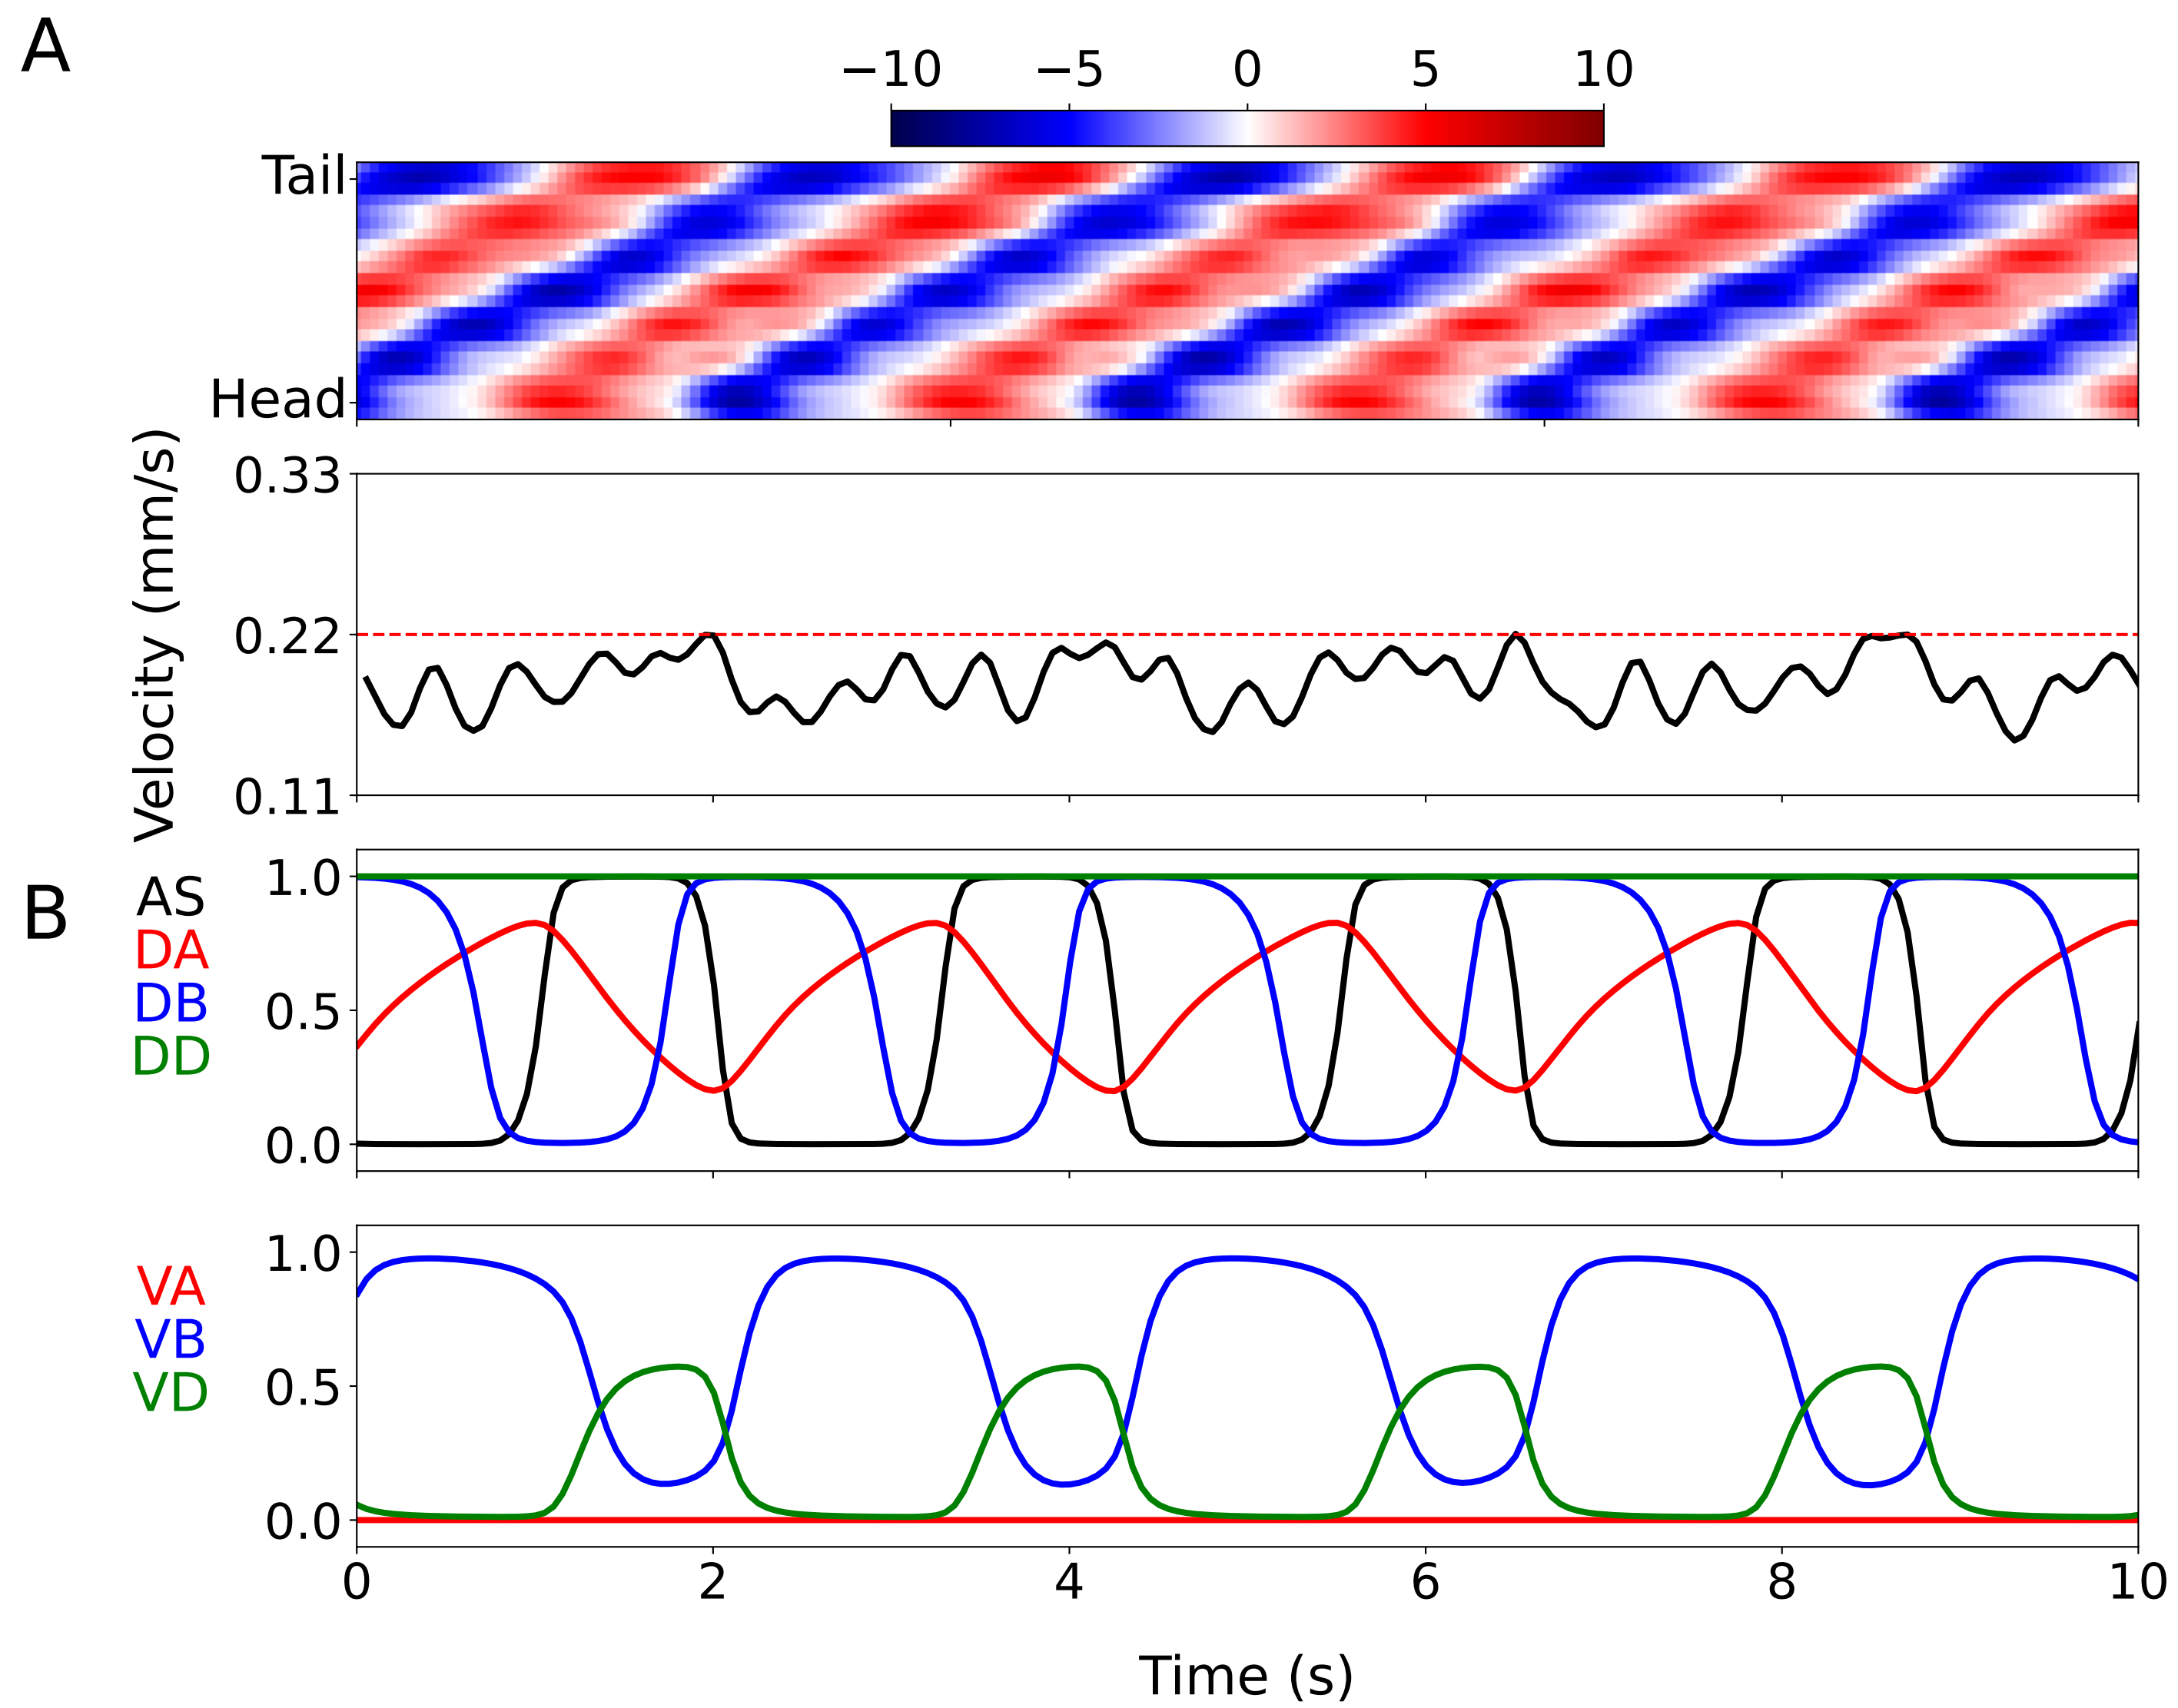 A
−10 −5 0 5 10
Tail
Head
Velocity (mm/s)
0.33
0.22
0.11
B
AS
DA
DB
DD
1.0
0.5
0.0
VA
VB
VD
1.0
0.5
0.0
0 2 4 6 8 10
Time (s)